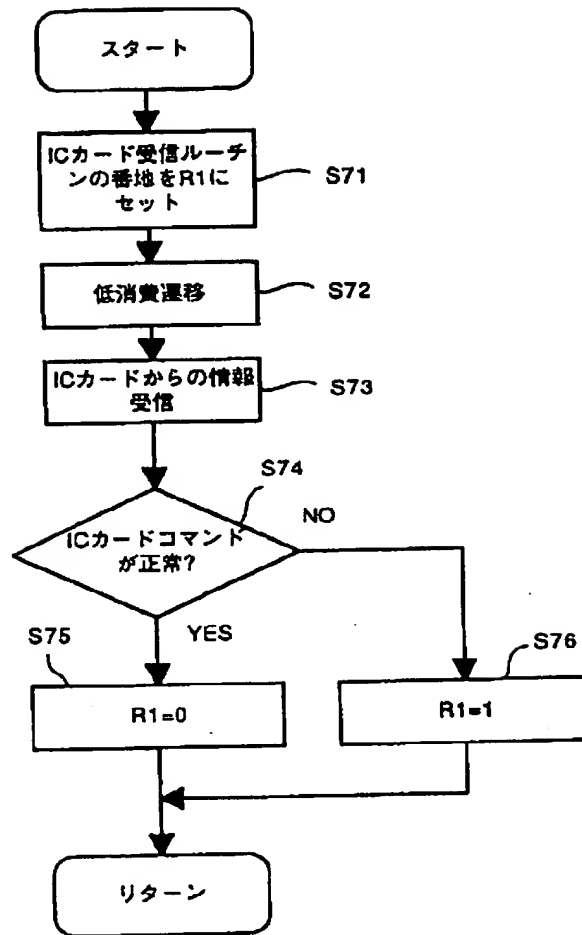 スタート
ICカード受信ルーチ
ンの番地をR1に
セット
S71
低消費遷移
S72
ICカードからの情報
受信
S73
S74
ICカードコマンド
が正常?
NO
YES
S75
R1=0
S76
R1=1
リターン